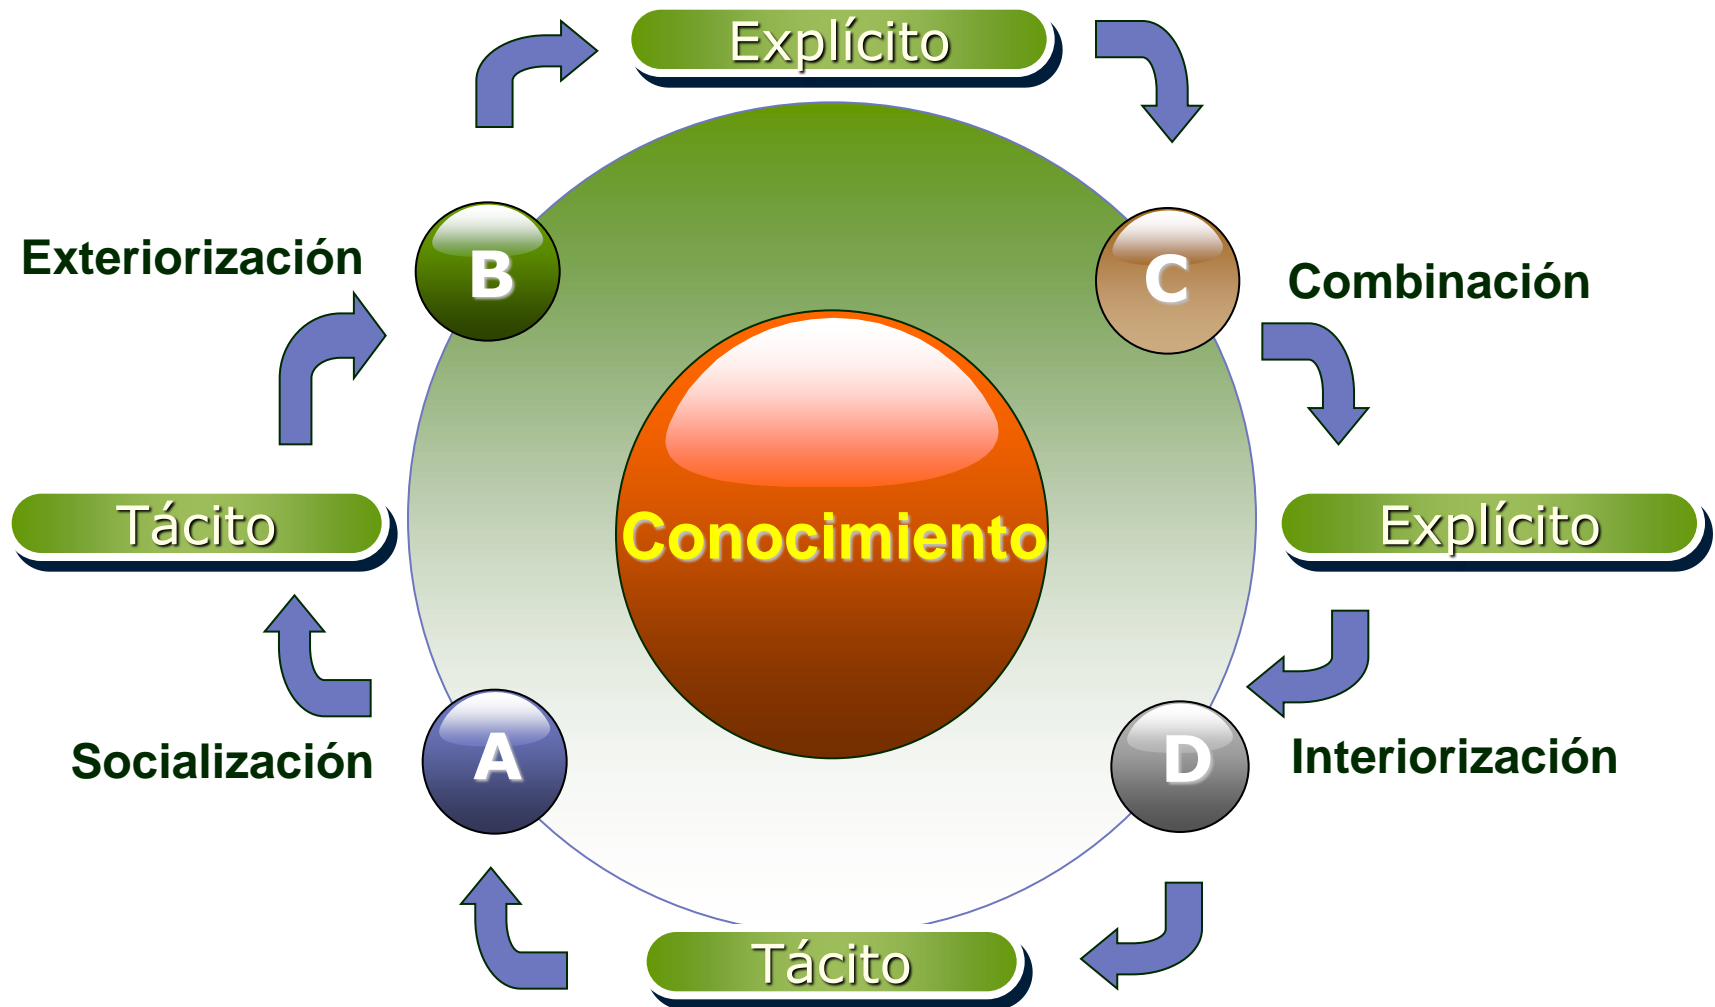 Explícito
B
C
Exteriorización
Combinación
Tácito
Conocimiento
Explícito
A
D
Socialización
Interiorización
Tácito